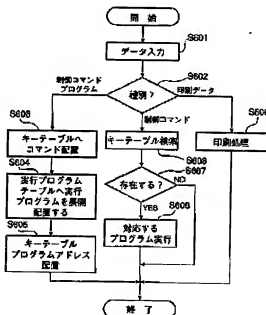 開始
S601
データ入力
S602
種別？
制御コマンド
プログラム
印刷データ
制御コマンド
S603
キーテーブルへ
コマンド配置
キーテーブル検索
印刷処理
S604
実行プログラム
テーブルへ実行
プログラムを展開
配置する
S607
存在する？
NO
YES
対応する
プログラム実行
S605
キーテーブル
プログラムアドレス
配置
終了